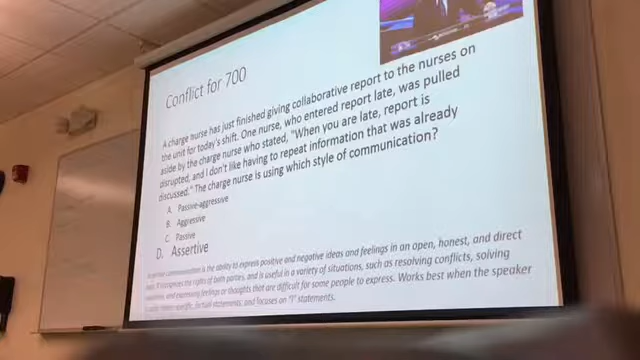 Conflict for 700
A charge nurse has just finished giving collaborative report to the nurses on
the unit for today's shift. One nurse, who entered report late, was pulled
aside by the charge nurse who stated, "When you are late, report is
disrupted, and I don't like having to repeat information that was already
discussed." The charge nurse is using which style of communication?
A. Passive-aggressive
B. Aggressive
C. Passive
D. Assertive
Assertive communication is the ability to express positive and negative ideas and feelings in an open, honest, and direct
way. It recognizes the rights of both parties, and is useful in a variety of situations, such as resolving conflicts, solving
and expressing feelings or thoughts that are difficult for some people to express. Works best when the speaker
specific, factual statements, and focuses on "I" statements.